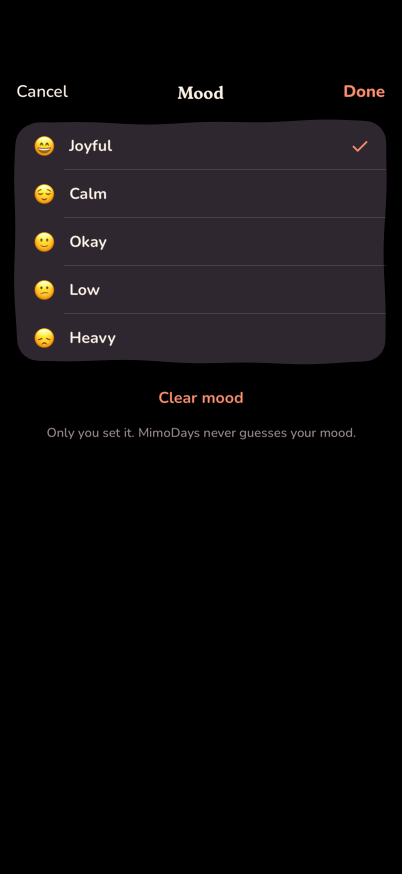 Cancel
Mood
Done
Joyful
Calm
Okay
Low
Heavy
Clear mood
Only you set it. MimoDays never guesses your mood.